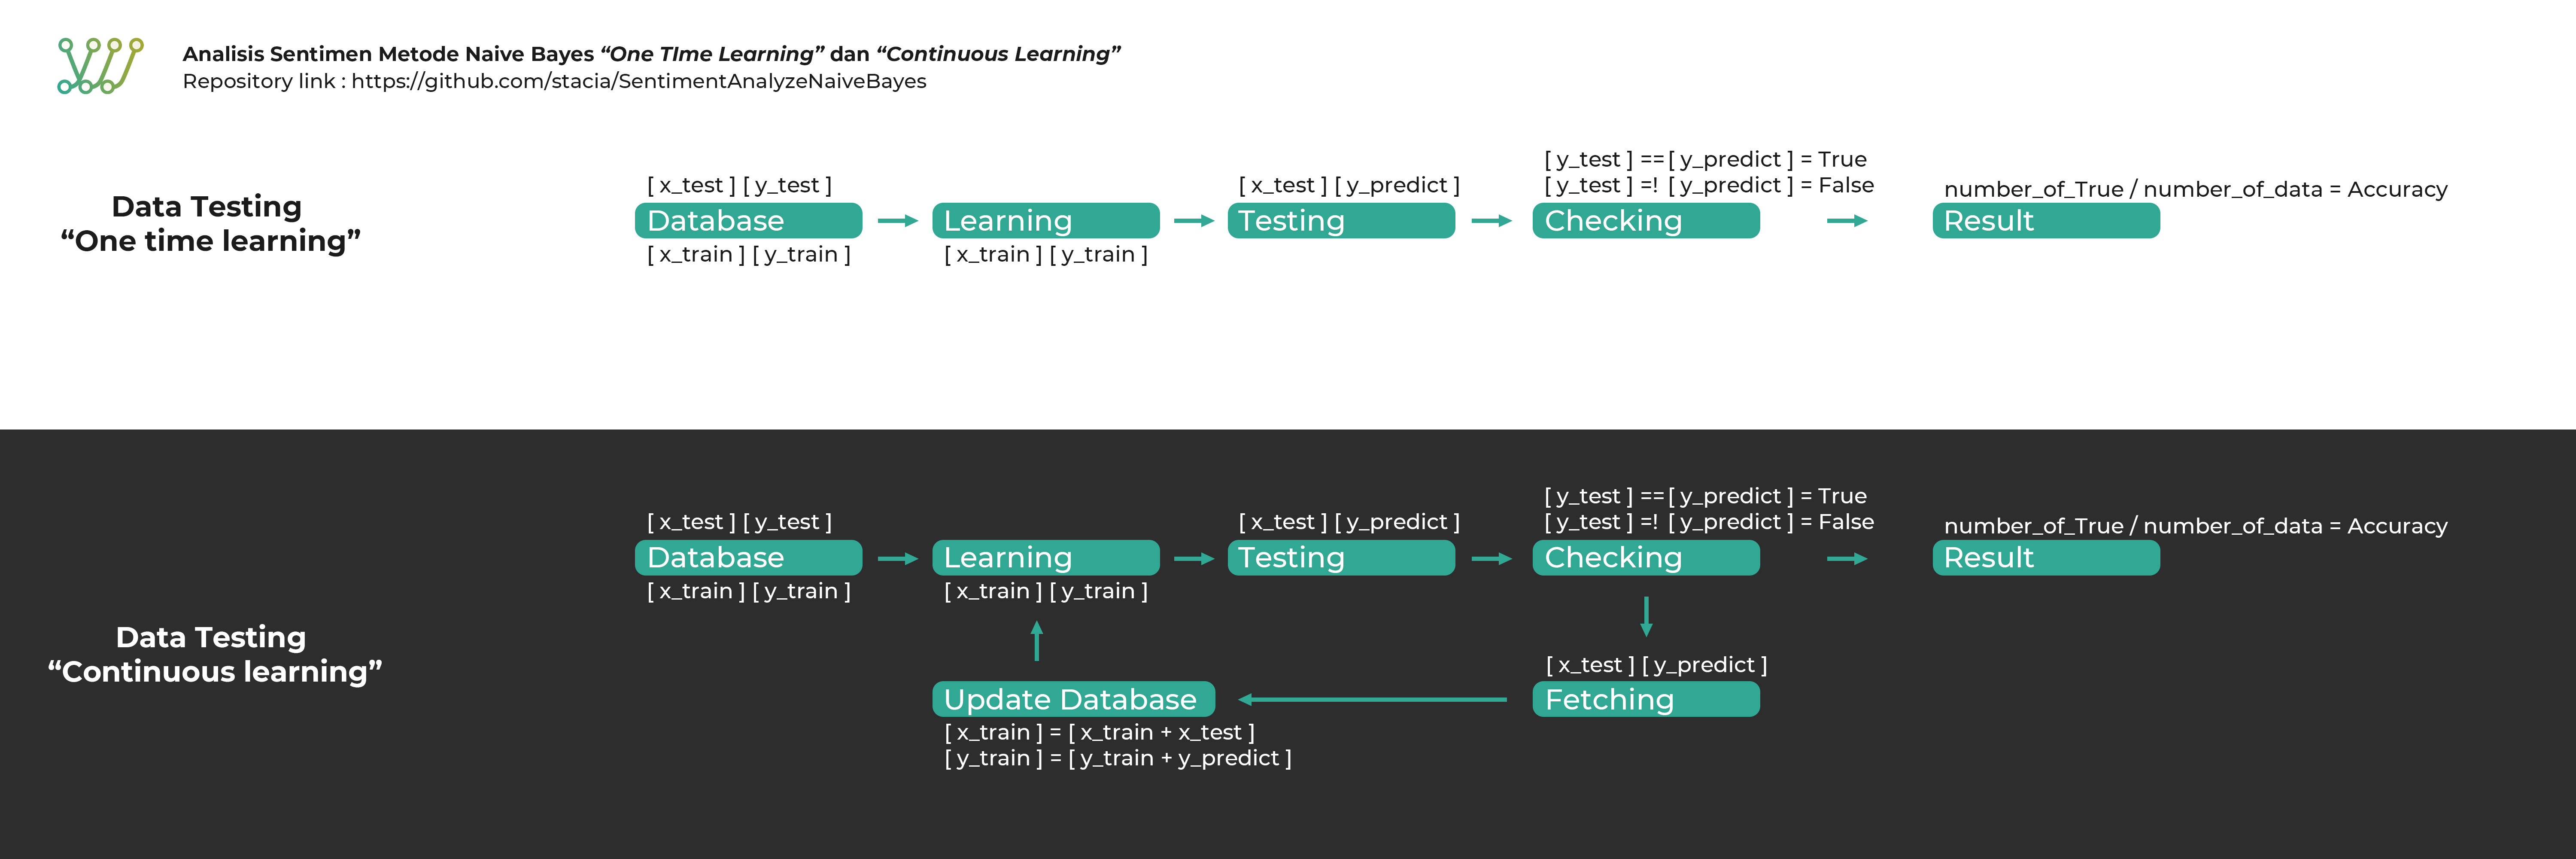 Analisis Sentimen Metode Naive Bayes “One TIme Learning” dan “Continuous Learning”
Repository link : https://github.com/stacia/SentimentAnalyzeNaiveBayes
Data Testing
“One time learning”
[ x_test ] [ y_test ]
Database
[ x_train ] [ y_train ]
Learning
[ x_train ] [ y_train ]
[ x_test ] [ y_predict ]
Testing
[ y_test ] == [ y_predict ] = True
[ y_test ] =! [ y_predict ] = False
Checking
number_of_True / number_of_data = Accuracy
Result
Data Testing
“Continuous learning”
[ x_test ] [ y_test ]
Database
[ x_train ] [ y_train ]
Learning
[ x_train ] [ y_train ]
[ x_test ] [ y_predict ]
Testing
[ y_test ] == [ y_predict ] = True
[ y_test ] =! [ y_predict ] = False
Checking
number_of_True / number_of_data = Accuracy
Result
[ x_test ] [ y_predict ]
Fetching
Update Database
[ x_train ] = [ x_train + x_test ]
[ y_train ] = [ y_train + y_predict ]